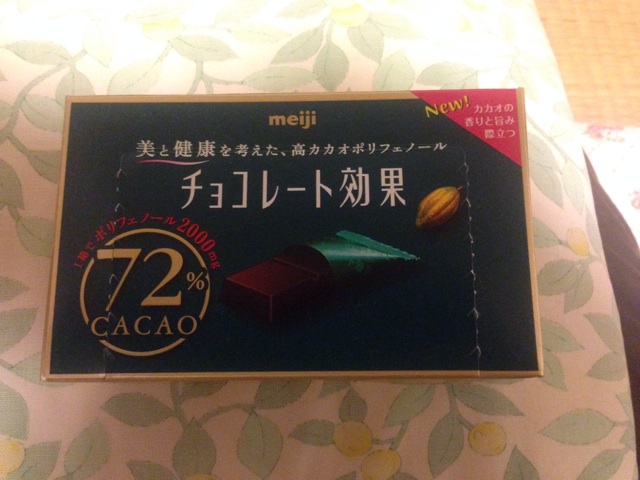 meiji
New!
カカオの
香りと旨み
際立つ
美と健康を考えた、高カカオポリフェノール
チョコレート効果
1箱でポリフェノール2000mg
72%
CACAO